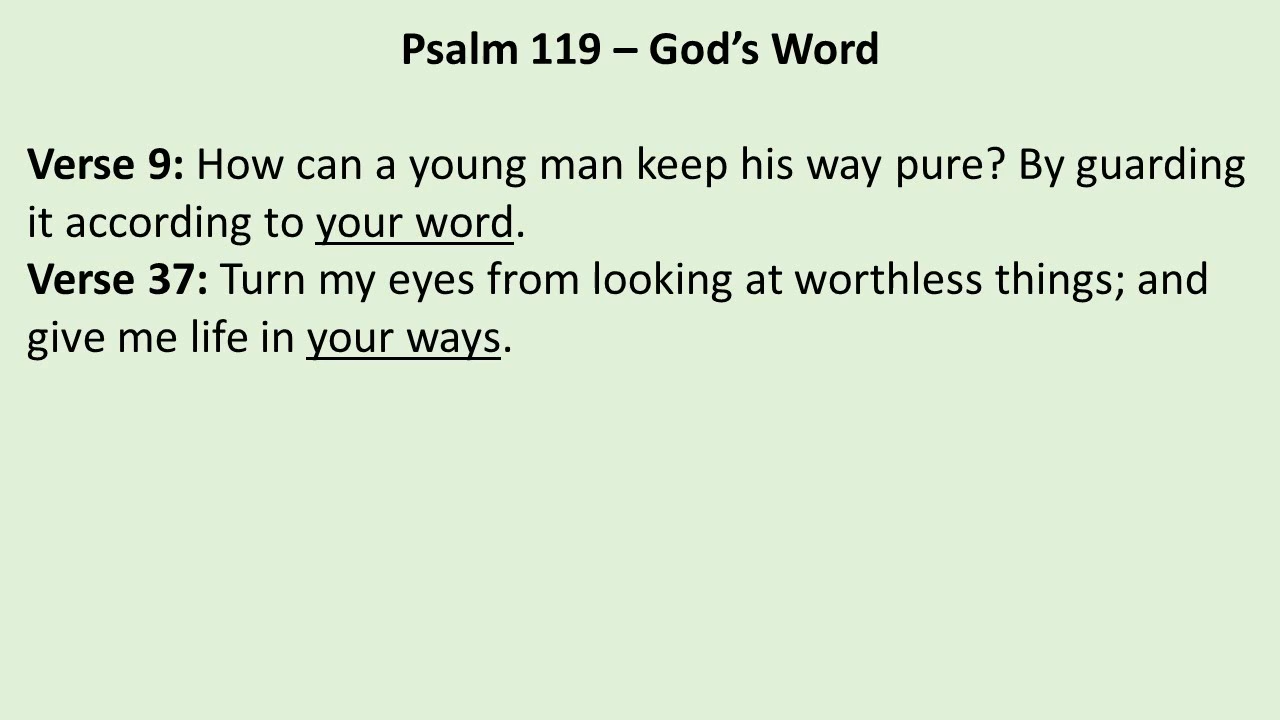 Psalm 119 – God’s Word
Verse 9: How can a young man keep his way pure? By guarding
it according to your word.
Verse 37: Turn my eyes from looking at worthless things; and
give me life in your ways.